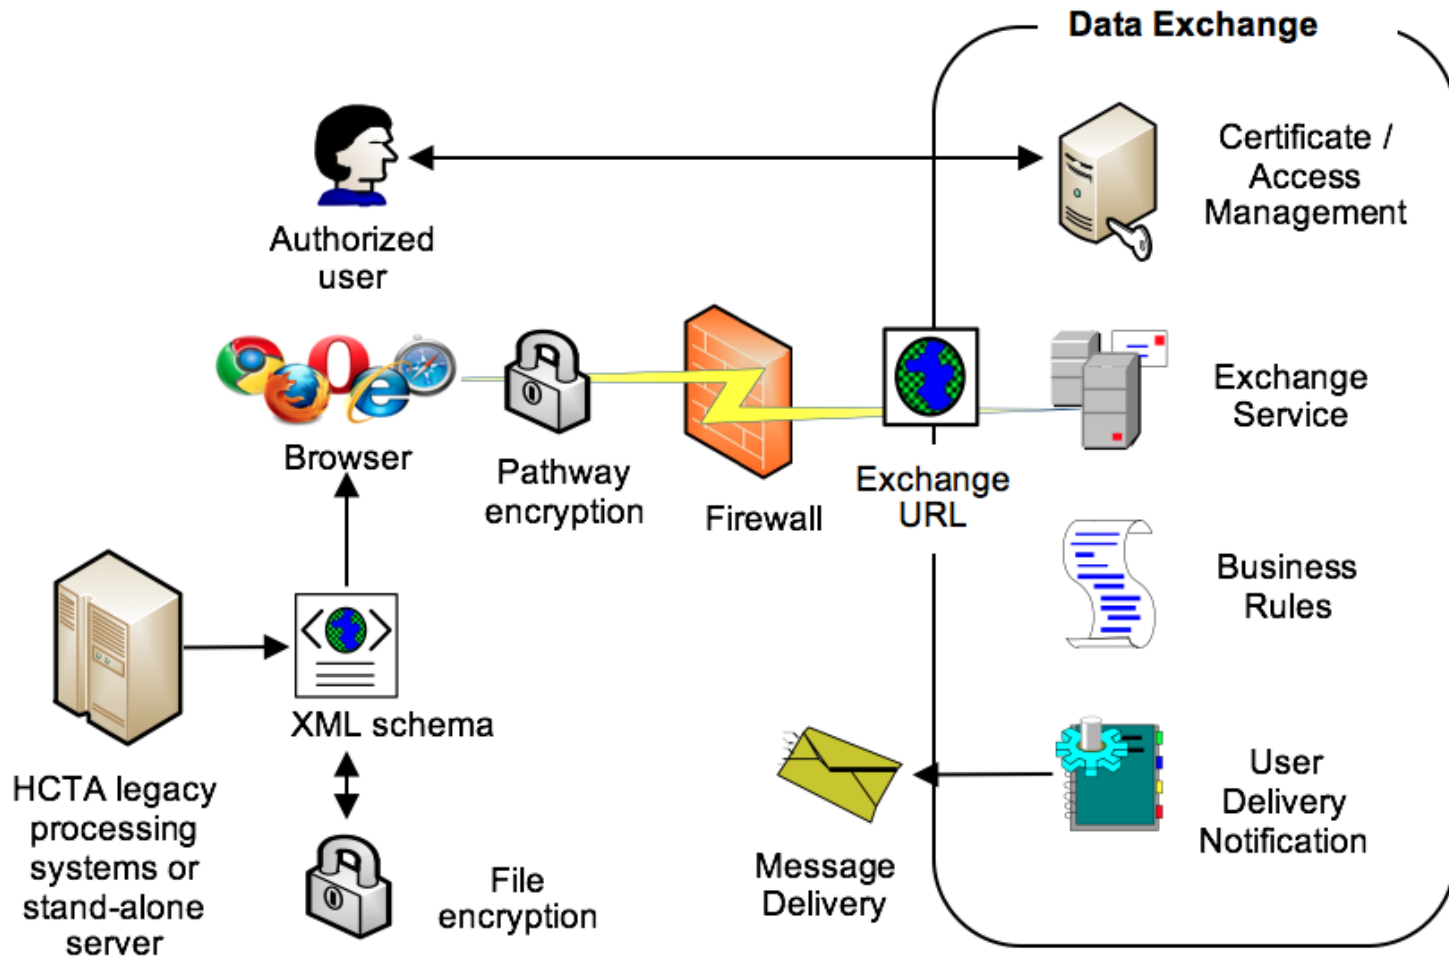 Data Exchange
Certificate /
Access
Management
Authorized
user
Browser
Pathway
encryption
Firewall
Exchange
URL
Exchange
Service
Business
Rules
XML schema
HCTA legacy
processing
systems or
stand-alone
server
File
encryption
Message
Delivery
User
Delivery
Notification